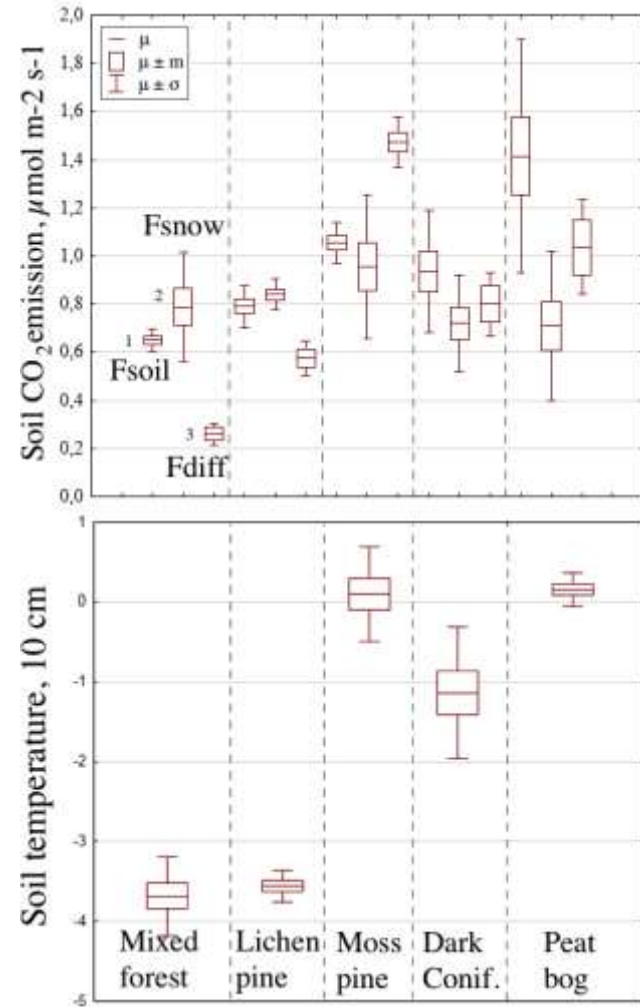 Soil CO2 emission, μmol m-2 s-1
2,0
1,8
1,6
1,4
1,2
1,0
0,8
0,6
0,4
0,2
0,0
μ
μ ± m
μ ± σ
Fsnow
2
1
Fsoil
3
Fdiff
Soil temperature, 10 cm
1
0
-1
-2
-3
-4
-5
Mixed
forest
Lichen
pine
Moss
pine
Dark
Conif.
Peat
bog